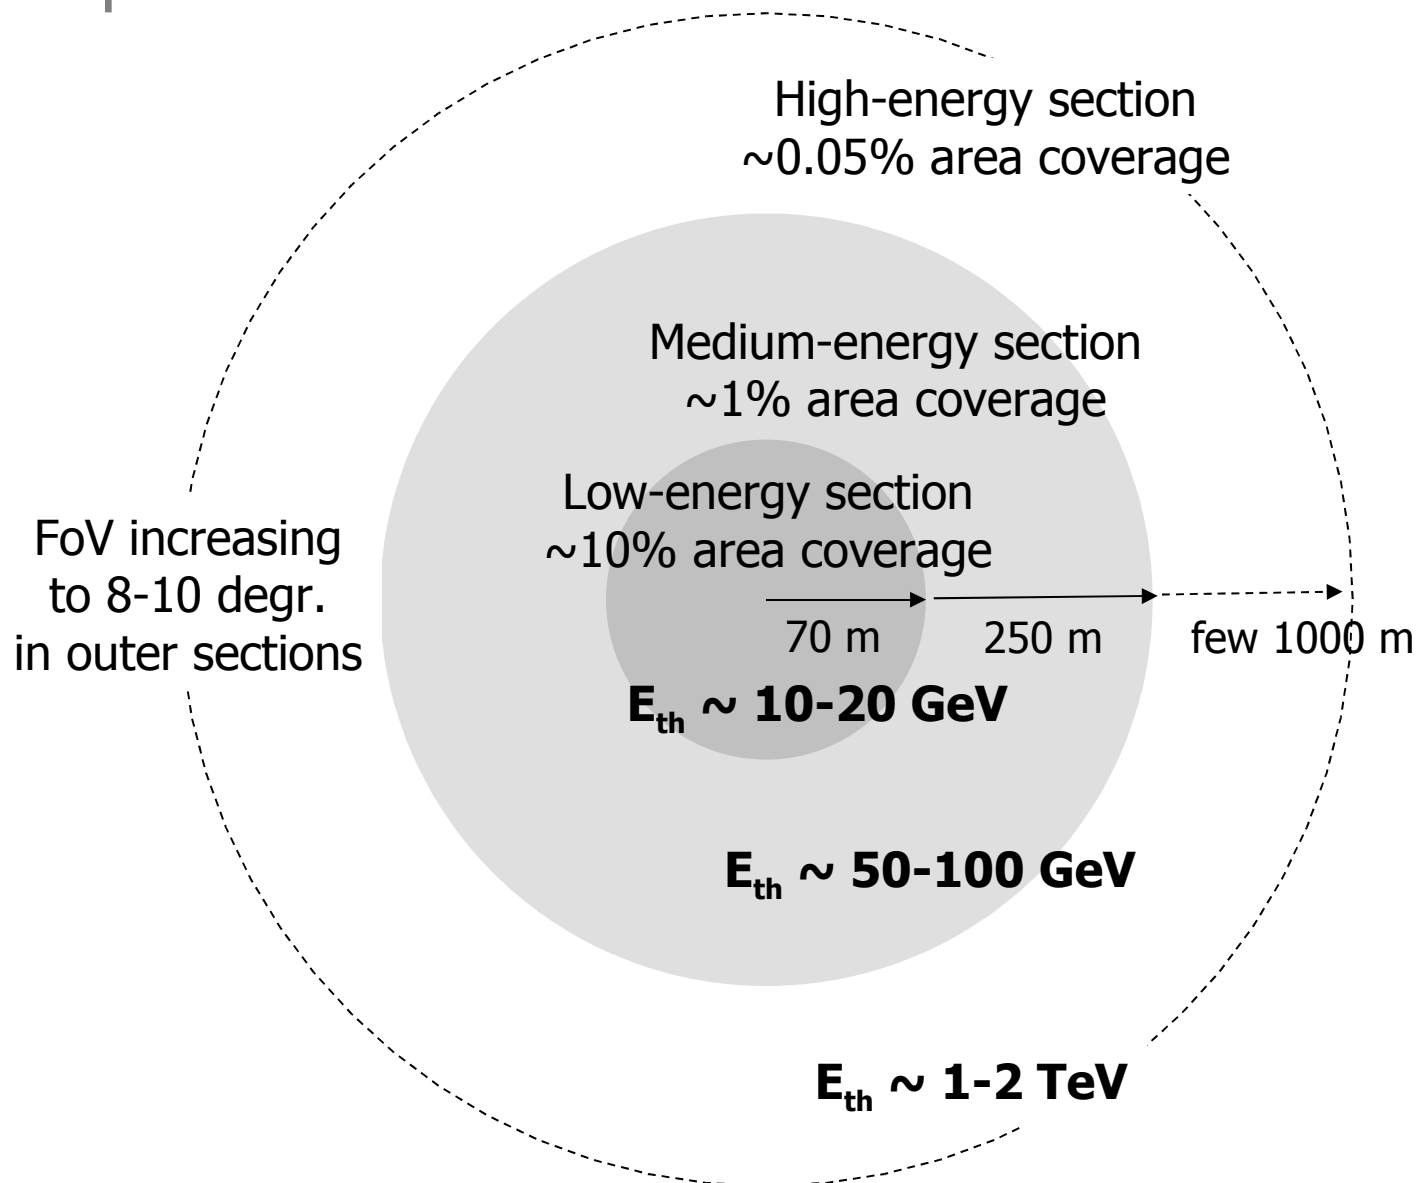 High-energy section
~0.05% area coverage
Medium-energy section
~1% area coverage
Low-energy section
~10% area coverage
FoV increasing
to 8-10 degr.
in outer sections
70 m
250 m
few 1000 m
Eth ~ 10-20 GeV
Eth ~ 50-100 GeV
Eth ~ 1-2 TeV